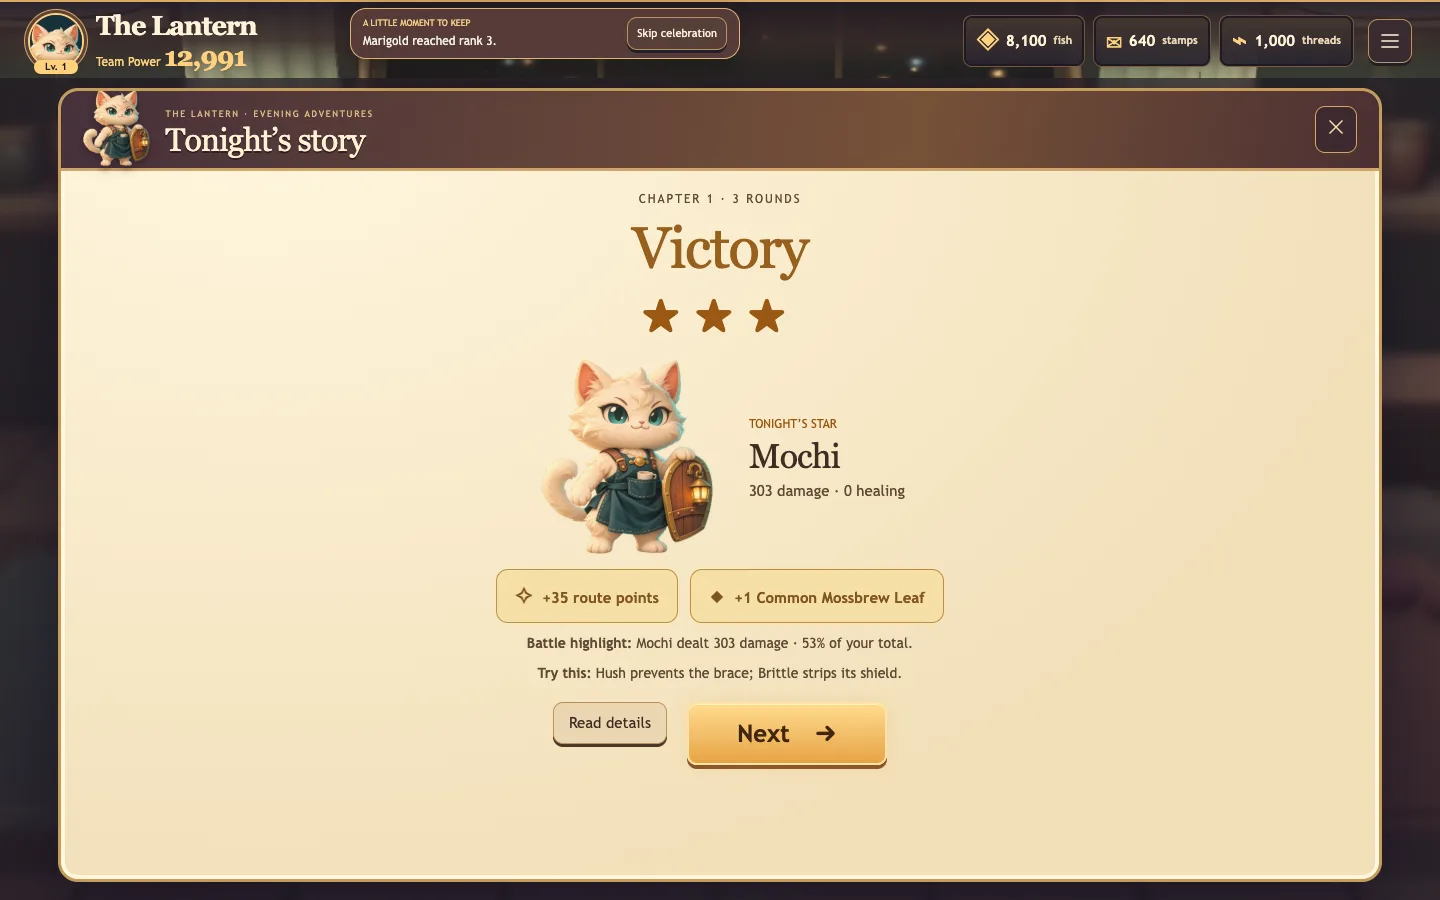 The Lantern
Team Power 12,991
Lv. 1
A LITTLE MOMENT TO KEEP
Marigold reached rank 3.
Skip celebration
8,100 fish
640 stamps
1,000 threads
THE LANTERN · EVENING ADVENTURES
Tonight’s story
CHAPTER 1 · 3 ROUNDS
Victory
TONIGHT’S STAR
Mochi
303 damage · 0 healing
+35 route points
+1 Common Mossbrew Leaf
Battle highlight: Mochi dealt 303 damage · 53% of your total.
Try this: Hush prevents the brace; Brittle strips its shield.
Read details
Next →